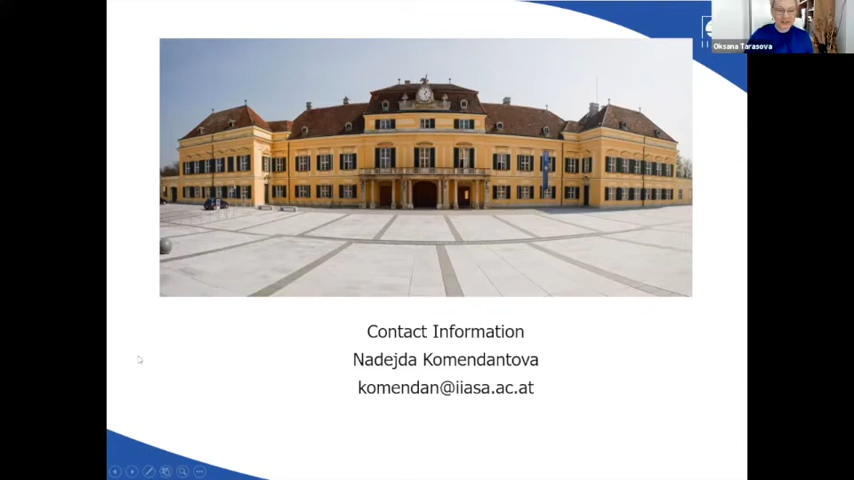 Oksana Tarasova
Contact Information
Nadejda Komendantova
komendan@iiasa.ac.at